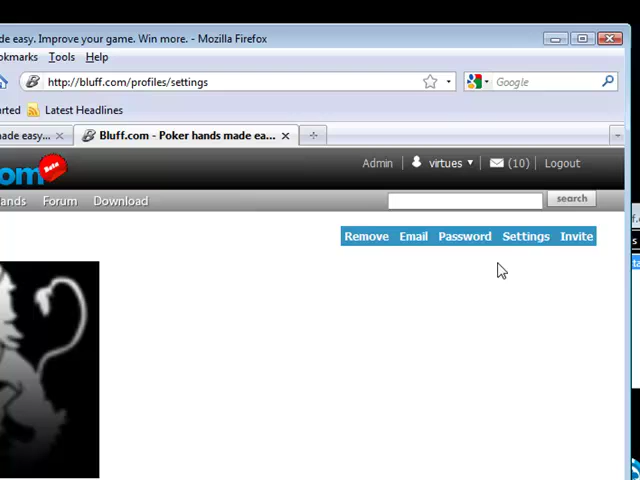 de easy. Improve your game. Win more. - Mozilla Firefox
okmarks Tools Help
http://bluff.com/profiles/settings Google
rted Latest Headlines
made easy... Bluff.com - Poker hands made ea...
om Beta Admin virtues (10) Logout
ands Forum Download search
Remove Email Password Settings Invite